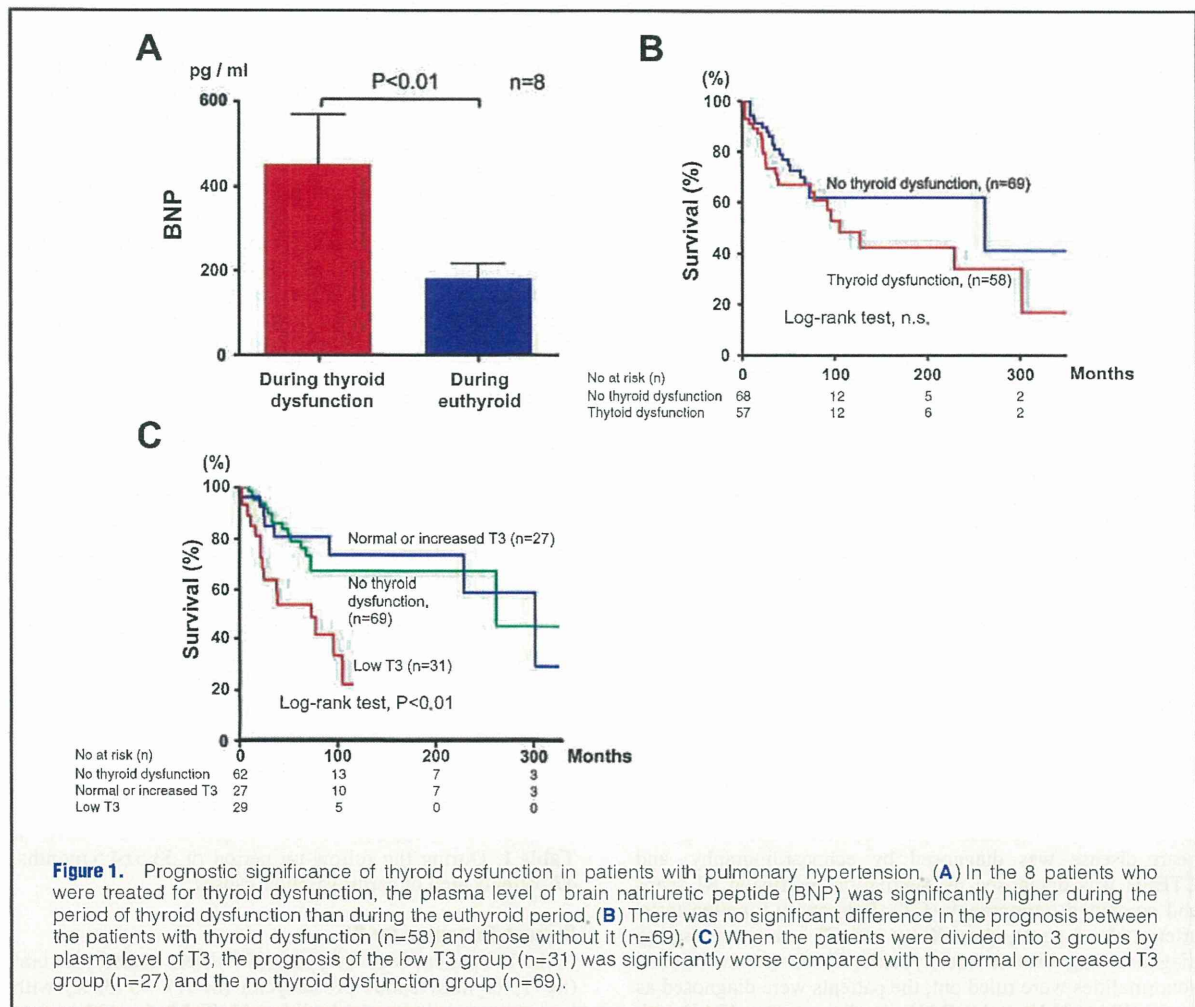 A
pg / ml
P<0.01 n=8
600
400
200
0
BNP
During thyroid
dysfunction
During
euthyroid
B
(%)
100
80
60
40
20
0
Survival (%)
No thyroid dysfunction, (n=69)
Thyroid dysfunction, (n=58)
Log-rank test, n.s.
0 100 200 300 Months
No at risk (n)
No thyroid dysfunction 68 12 5 2
Thytoid dysfunction 57 12 6 2
C
(%)
100
80
60
40
20
0
Survival (%)
Normal or increased T3 (n=27)
No thyroid
dysfunction,
(n=69)
Low T3 (n=31)
Log-rank test, P<0.01
0 100 200 300 Months
No at risk (n)
No thyroid dysfunction 62 13 7 3
Normal or increased T3 27 10 7 3
Low T3 29 5 0 0
Figure 1. Prognostic significance of thyroid dysfunction in patients with pulmonary hypertension. (A) In the 8 patients who
were treated for thyroid dysfunction, the plasma level of brain natriuretic peptide (BNP) was significantly higher during the
period of thyroid dysfunction than during the euthyroid period. (B) There was no significant difference in the prognosis between
the patients with thyroid dysfunction (n=58) and those without it (n=69). (C) When the patients were divided into 3 groups by
plasma level of T3, the prognosis of the low T3 group (n=31) was significantly worse compared with the normal or increased T3
group (n=27) and the no thyroid dysfunction group (n=69).